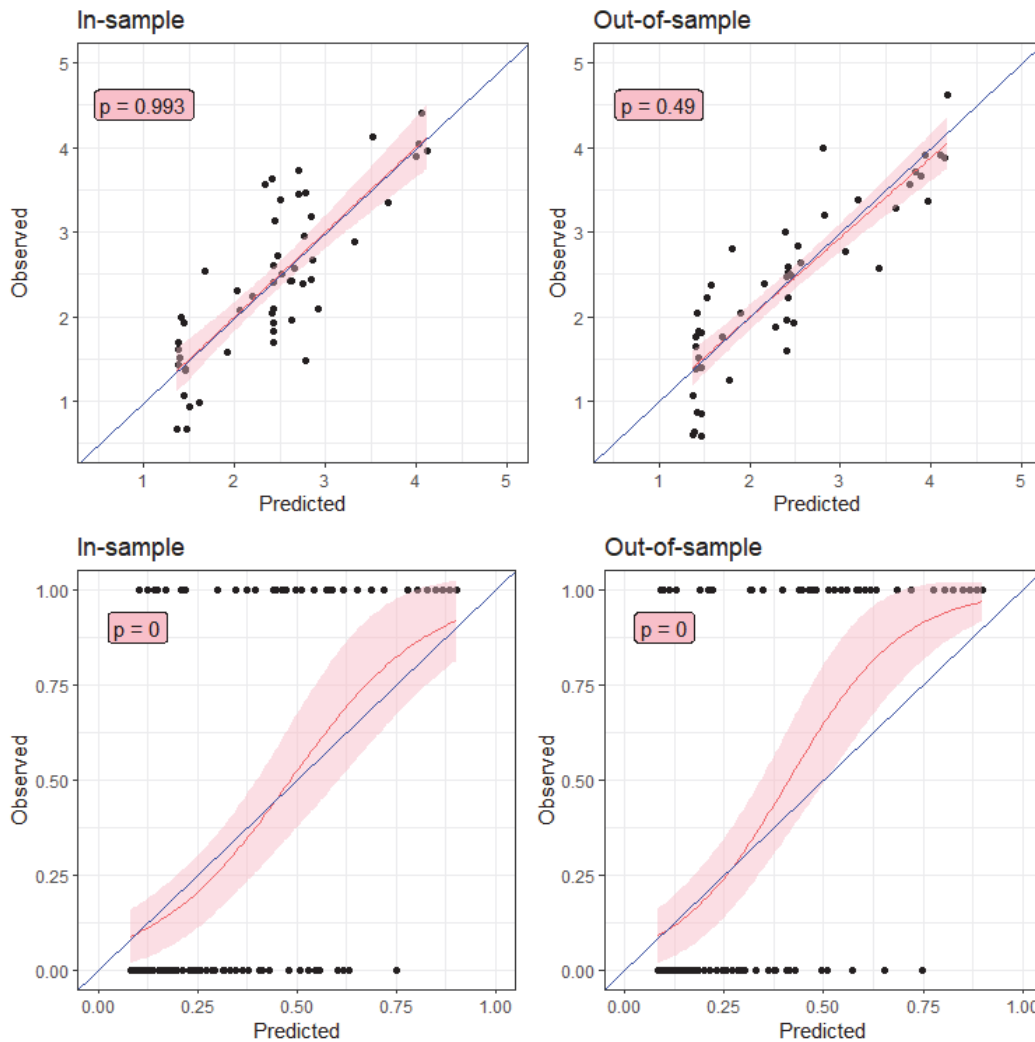 In-sample
Out-of-sample
p = 0.993
p = 0.49
5
4
3
2
1
Observed
5
4
3
2
1
Observed
1 2 3 4 5
1 2 3 4 5
Predicted
Predicted
In-sample
Out-of-sample
p = 0
p = 0
1.00
0.75
0.50
0.25
0.00
Observed
1.00
0.75
0.50
0.25
0.00
Observed
0.00 0.25 0.50 0.75 1.00
0.00 0.25 0.50 0.75 1.00
Predicted
Predicted